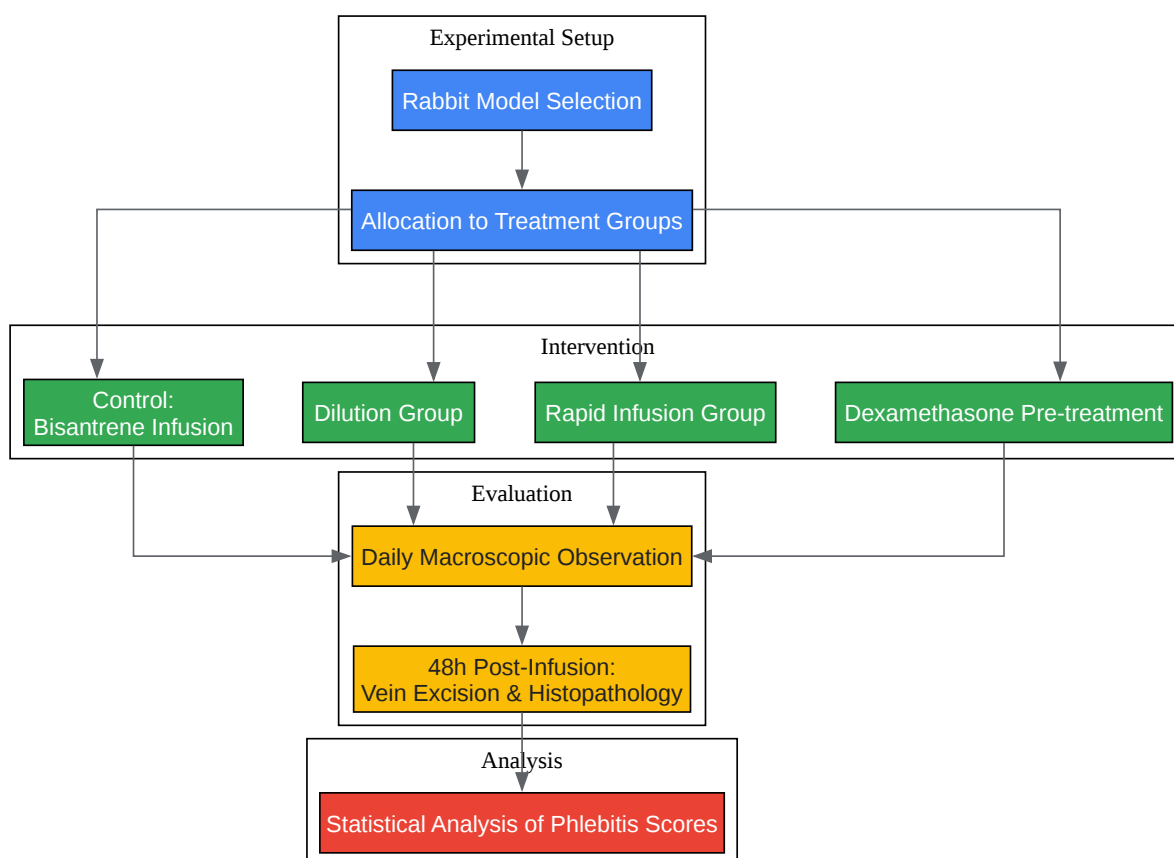 Experimental Setup
Rabbit Model Selection
Allocation to Treatment Groups
Intervention
Control:
Bisantrene Infusion
Dilution Group
Rapid Infusion Group
Dexamethasone Pre-treatment
Evaluation
Daily Macroscopic Observation
48h Post-Infusion:
Vein Excision & Histopathology
Analysis
Statistical Analysis of Phlebitis Scores